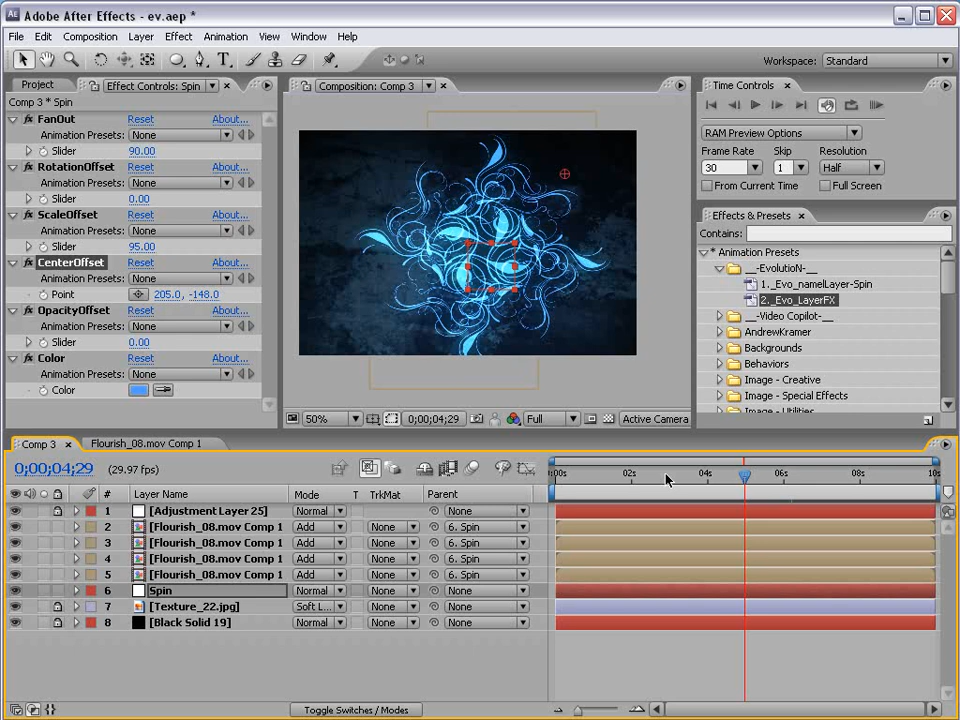 Adobe After Effects - ev.aep *
File Edit Composition Layer Effect Animation View Window Help
Workspace: Standard
Project Effect Controls: Spin
Comp 3 * Spin
FanOut Reset About...
Animation Presets: None
Slider 90.00
RotationOffset Reset About...
Animation Presets: None
Slider 0.00
ScaleOffset Reset About...
Animation Presets: None
Slider 95.00
CenterOffset Reset About...
Animation Presets: None
Point 205.0, -148.0
OpacityOffset Reset About...
Animation Presets: None
Slider 0.00
Color Reset About...
Animation Presets: None
Color
Composition: Comp 3
50% 0;00;04;29 Full Active Camera
Time Controls
RAM Preview Options
Frame Rate Skip Resolution
30 1 Half
From Current Time Full Screen
Effects & Presets
Contains:
* Animation Presets
__-EvolutioN-__
1._Evo_nameLayer-Spin
2._Evo_LayerFX
__-Video Copilot-__
AndrewKramer
Backgrounds
Behaviors
Image - Creative
Image - Special Effects
Image - Utilities
Comp 3 Flourish_08.mov Comp 1
0;00;04;29 (29.97 fps)
:00s 02s 04s 06s 08s 10s
# Layer Name Mode T TrkMat Parent
1 [Adjustment Layer 25] Normal None
2 [Flourish_08.mov Comp 1 Add None 6. Spin
3 [Flourish_08.mov Comp 1 Add None 6. Spin
4 [Flourish_08.mov Comp 1 Add None 6. Spin
5 [Flourish_08.mov Comp 1 Add None 6. Spin
6 Spin Normal None None
7 [Texture_22.jpg] Soft L... None None
8 [Black Solid 19] Normal None None
Toggle Switches / Modes